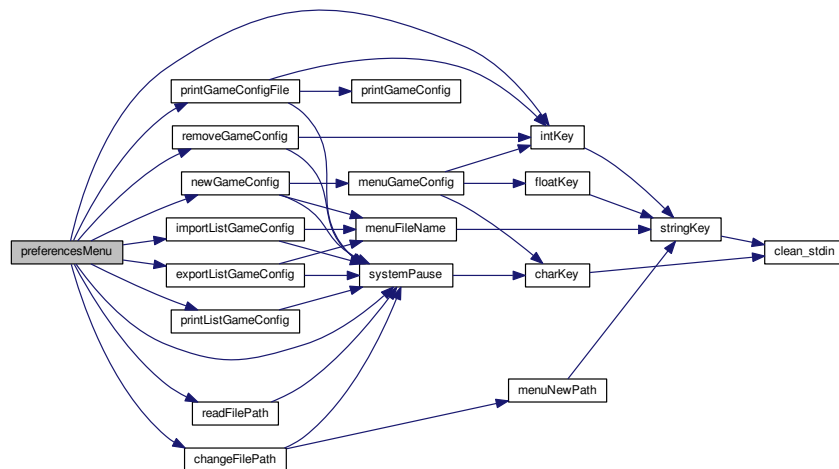 printGameConfigFile
printGameConfig
removeGameConfig
intKey
newGameConfig
menuGameConfig
floatKey
importListGameConfig
menuFileName
stringKey
preferencesMenu
clean_stdin
exportListGameConfig
systemPause
charKey
printListGameConfig
menuNewPath
readFilePath
changeFilePath